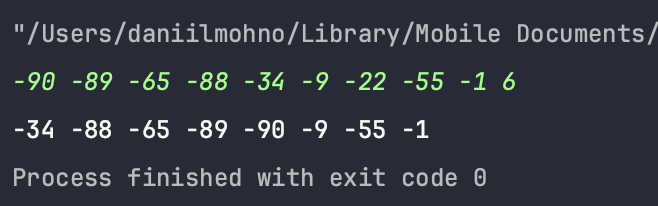 "/Users/daniilmohno/Library/Mobile Documents/
-90 -89 -65 -88 -34 -9 -22 -55 -1 6
-34 -88 -65 -89 -90 -9 -55 -1
Process finished with exit code 0